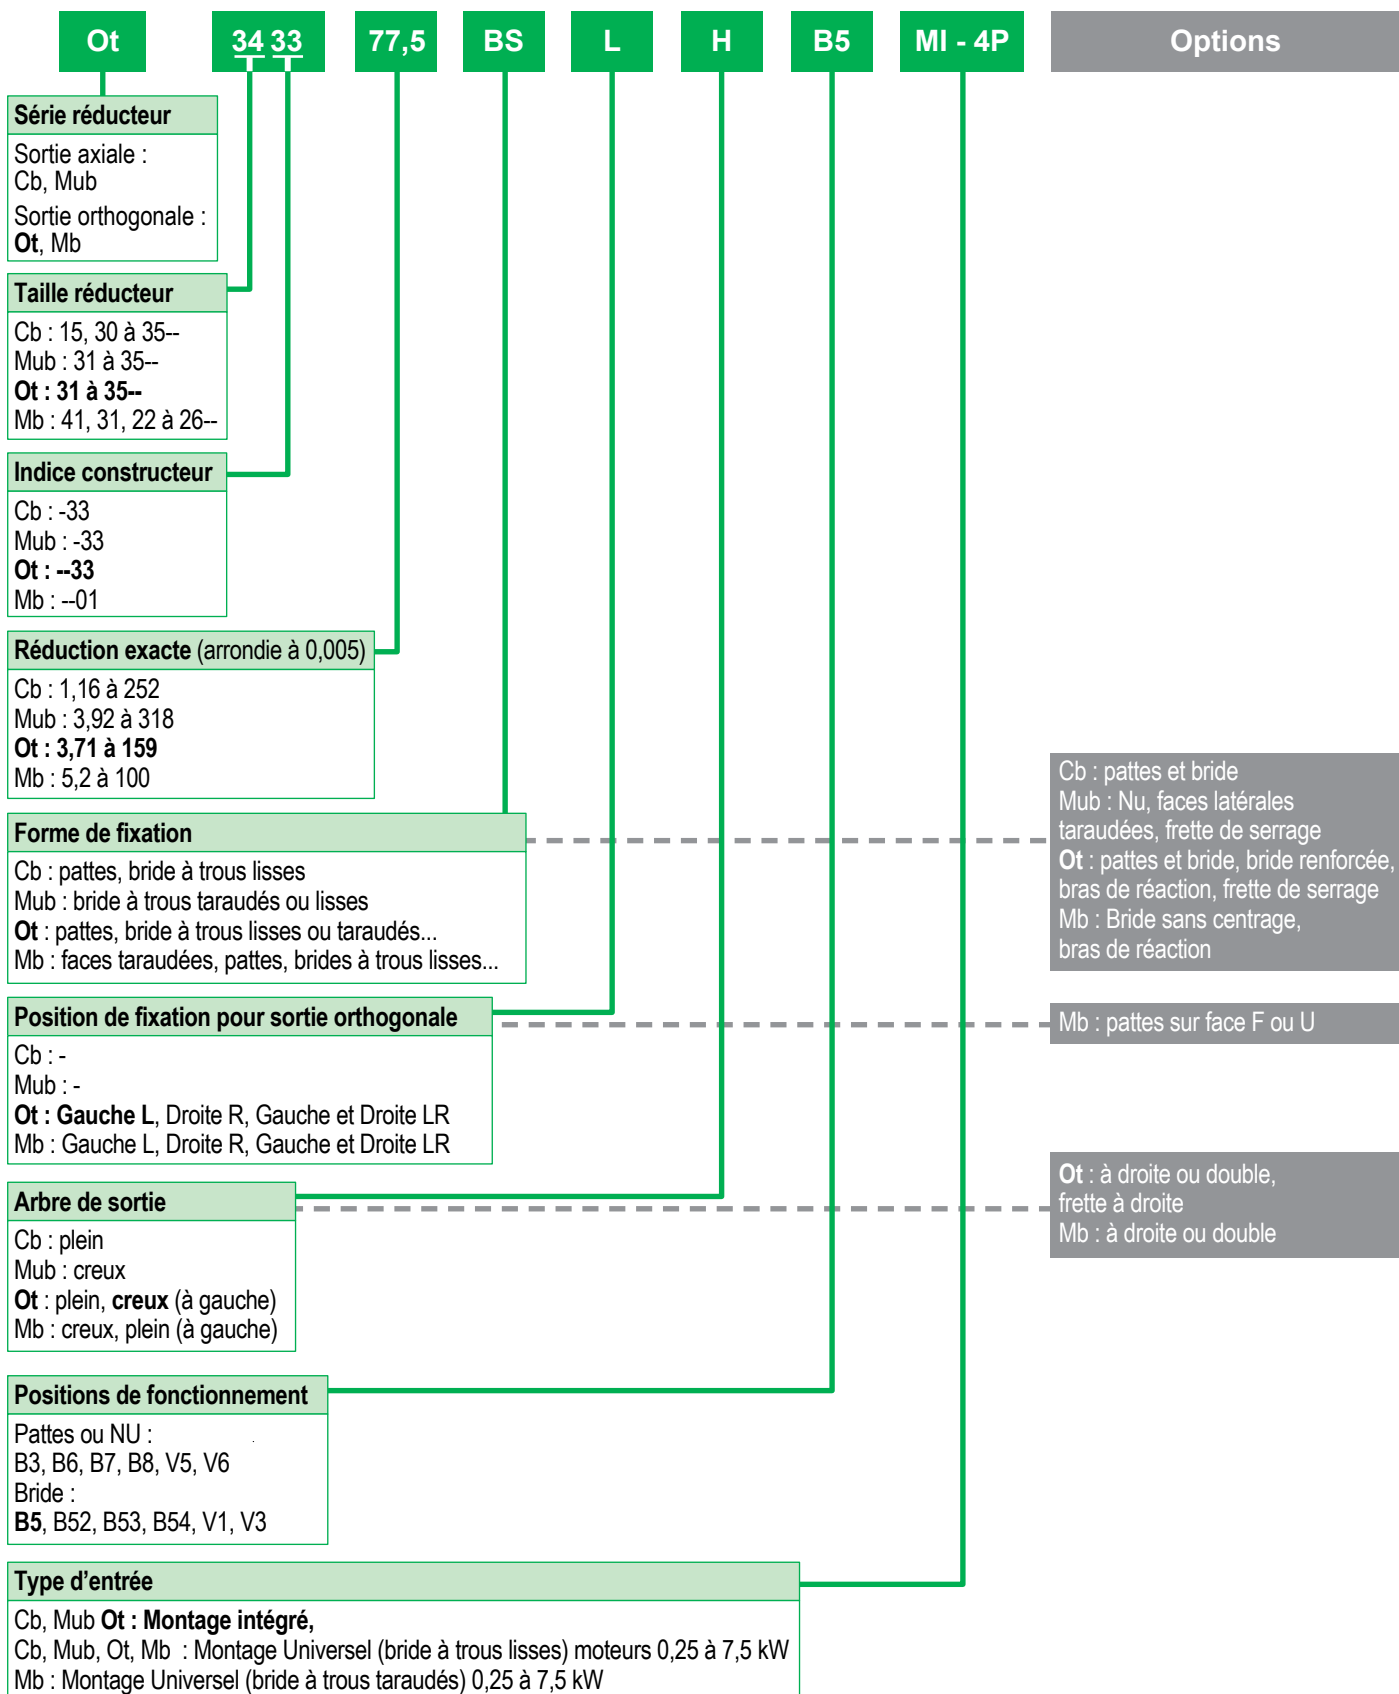 Ot 34 33 77,5 BS L H B5 MI - 4P Options
Série réducteur
Sortie axiale :
Cb, Mub
Sortie orthogonale :
Ot, Mb
Taille réducteur
Cb : 15, 30 à 35--
Mub : 31 à 35--
Ot : 31 à 35--
Mb : 41, 31, 22 à 26--
Indice constructeur
Cb : -33
Mub : -33
Ot : --33
Mb : --01
Réduction exacte (arrondie à 0,005)
Cb : 1,16 à 252
Mub : 3,92 à 318
Ot : 3,71 à 159
Mb : 5,2 à 100
Forme de fixation
Cb : pattes, bride à trous lisses
Mub : bride à trous taraudés ou lisses
Ot : pattes, bride à trous lisses ou taraudés...
Mb : faces taraudées, pattes, brides à trous lisses...
Cb : pattes et bride
Mub : Nu, faces latérales
taraudées, frette de serrage
Ot : pattes et bride, bride renforcée,
bras de réaction, frette de serrage
Mb : Bride sans centrage,
bras de réaction
Position de fixation pour sortie orthogonale
Cb : -
Mub : -
Ot : Gauche L, Droite R, Gauche et Droite LR
Mb : Gauche L, Droite R, Gauche et Droite LR
Mb : pattes sur face F ou U
Arbre de sortie
Cb : plein
Mub : creux
Ot : plein, creux (à gauche)
Mb : creux, plein (à gauche)
Ot : à droite ou double,
frette à droite
Mb : à droite ou double
Positions de fonctionnement
Pattes ou NU :
B3, B6, B7, B8, V5, V6
Bride :
B5, B52, B53, B54, V1, V3
Type d'entrée
Cb, Mub Ot : Montage intégré,
Cb, Mub, Ot, Mb : Montage Universel (bride à trous lisses) moteurs 0,25 à 7,5 kW
Mb : Montage Universel (bride à trous taraudés) 0,25 à 7,5 kW